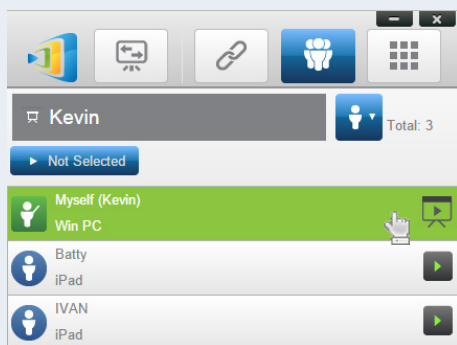 Kevin
Total: 3
Not Selected
Myself (Kevin)
Win PC
Batty
iPad
IVAN
iPad